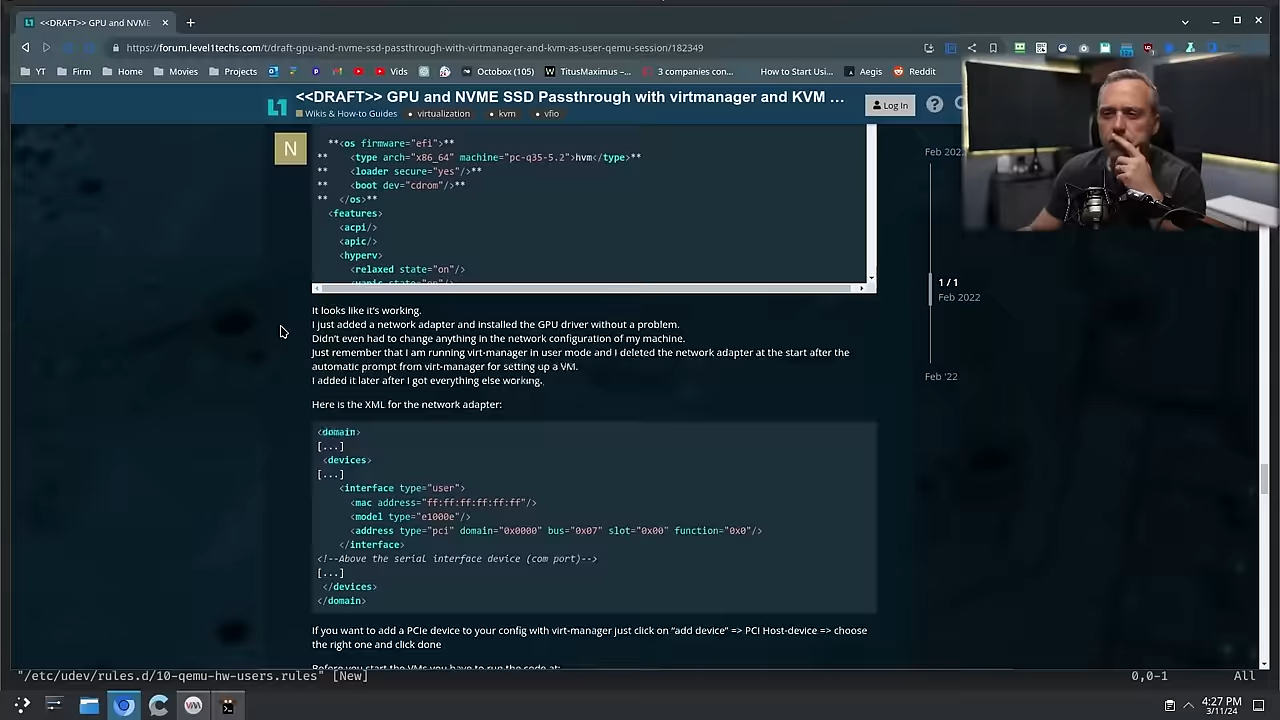 <<DRAFT>> GPU and NVME
https://forum.level1techs.com/t/draft-gpu-and-nvme-ssd-passthrough-with-virtmanager-and-kvm-as-user-qemu-session/182349
YT Firm Home Movies Projects Vids Octobox (105) TitusMaximus –... 3 companies con... How to Start Usi... Aegis Reddit
<<DRAFT>> GPU and NVME SSD Passthrough with virtmanager and KVM ...
Wikis & How-to Guides virtualization kvm vfio
Log In
N
Feb 202
**<os firmware="efi">**
** <type arch="x86_64" machine="pc-q35-5.2">hvm</type>**
** <loader secure="yes"/>**
** <boot dev="cdrom"/>**
** </os>**
<features>
<acpi/>
<apic/>
<hyperv>
<relaxed state="on"/>
1 / 1
Feb 2022
Feb '22
It looks like it's working.
I just added a network adapter and installed the GPU driver without a problem.
Didn't even had to change anything in the network configuration of my machine.
Just remember that I am running virt-manager in user mode and I deleted the network adapter at the start after the
automatic prompt from virt-manager for setting up a VM.
I added it later after I got everything else working.
Here is the XML for the network adapter:
<domain>
[...]
<devices>
[...]
<interface type="user">
<mac address="ff:ff:ff:ff:ff:ff"/>
<model type="e1000e"/>
<address type="pci" domain="0x0000" bus="0x07" slot="0x00" function="0x0"/>
</interface>
<!--Above the serial interface device (com port)-->
[...]
</devices>
</domain>
If you want to add a PCIe device to your config with virt-manager just click on "add device" => PCI Host-device => choose
the right one and click done
Before you start the VMs you have to run the code at:
"/etc/udev/rules.d/10-qemu-hw-users.rules" [New] 0,0-1 All
4:27 PM
3/11/24